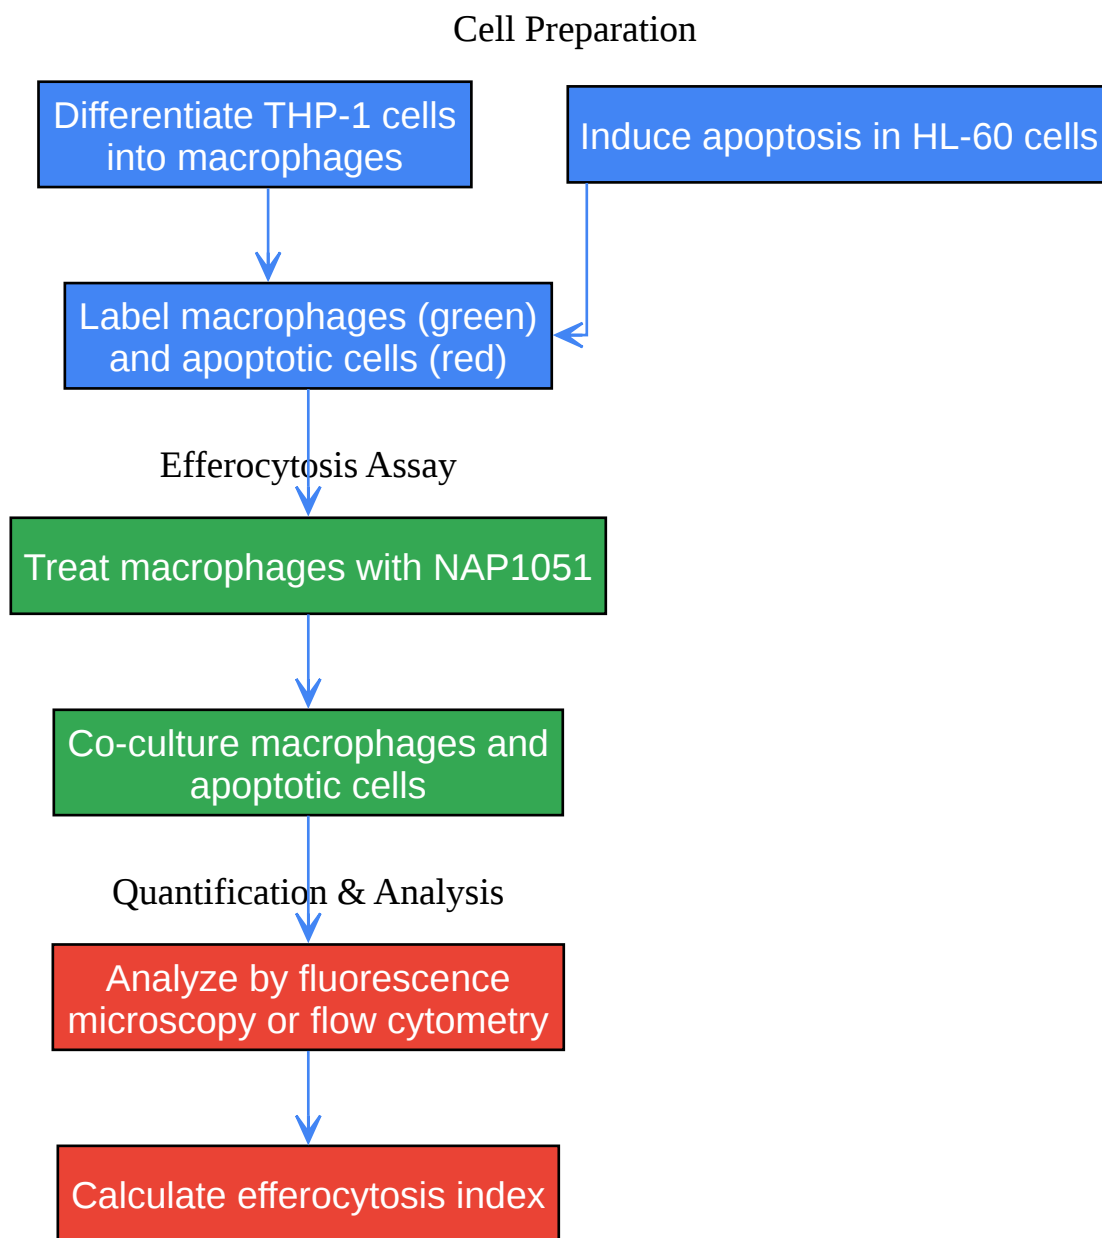 Cell Preparation
Differentiate THP-1 cells
into macrophages
Induce apoptosis in HL-60 cells
Label macrophages (green)
and apoptotic cells (red)
Efferocytosis Assay
Treat macrophages with NAP1051
Co-culture macrophages and
apoptotic cells
Quantification & Analysis
Analyze by fluorescence
microscopy or flow cytometry
Calculate efferocytosis index